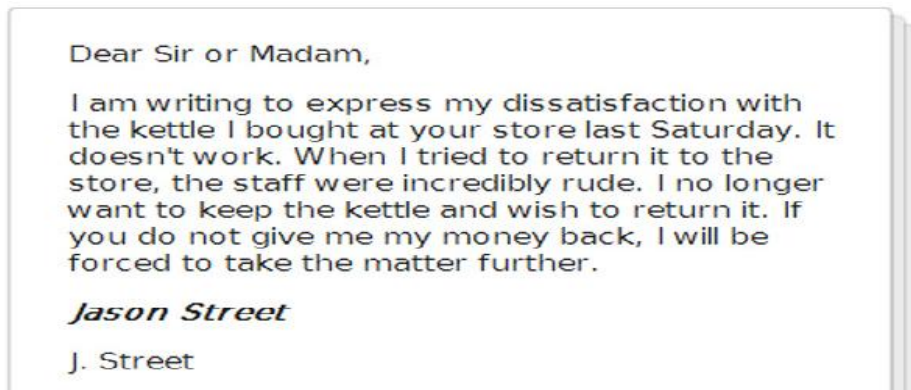 Dear Sir or Madam,
I am writing to express my dissatisfaction with
the kettle I bought at your store last Saturday. It
doesn't work. When I tried to return it to the
store, the staff were incredibly rude. I no longer
want to keep the kettle and wish to return it. If
you do not give me my money back, I will be
forced to take the matter further.
Jason Street
J. Street